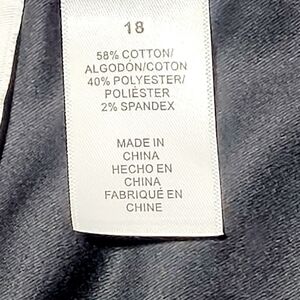 18
58% COTTON/
ALGODÓN/COTON
40% POLYESTER/
POLIÉSTER
2% SPANDEX
MADE IN
CHINA
HECHO EN
CHINA
FABRIQUÉ EN
CHINE